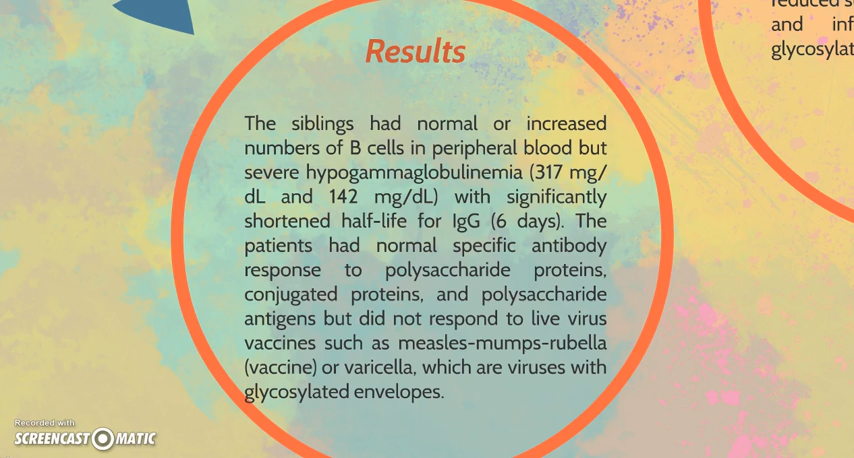 reduced
and inf
glycosylat
Results
The siblings had normal or increased
numbers of B cells in peripheral blood but
severe hypogammaglobulinemia (317 mg/
dL and 142 mg/dL) with significantly
shortened half-life for IgG (6 days). The
patients had normal specific antibody
response to polysaccharide proteins,
conjugated proteins, and polysaccharide
antigens but did not respond to live virus
vaccines such as measles-mumps-rubella
(vaccine) or varicella, which are viruses with
glycosylated envelopes.
Recorded with
SCREENCAST-O-MATIC